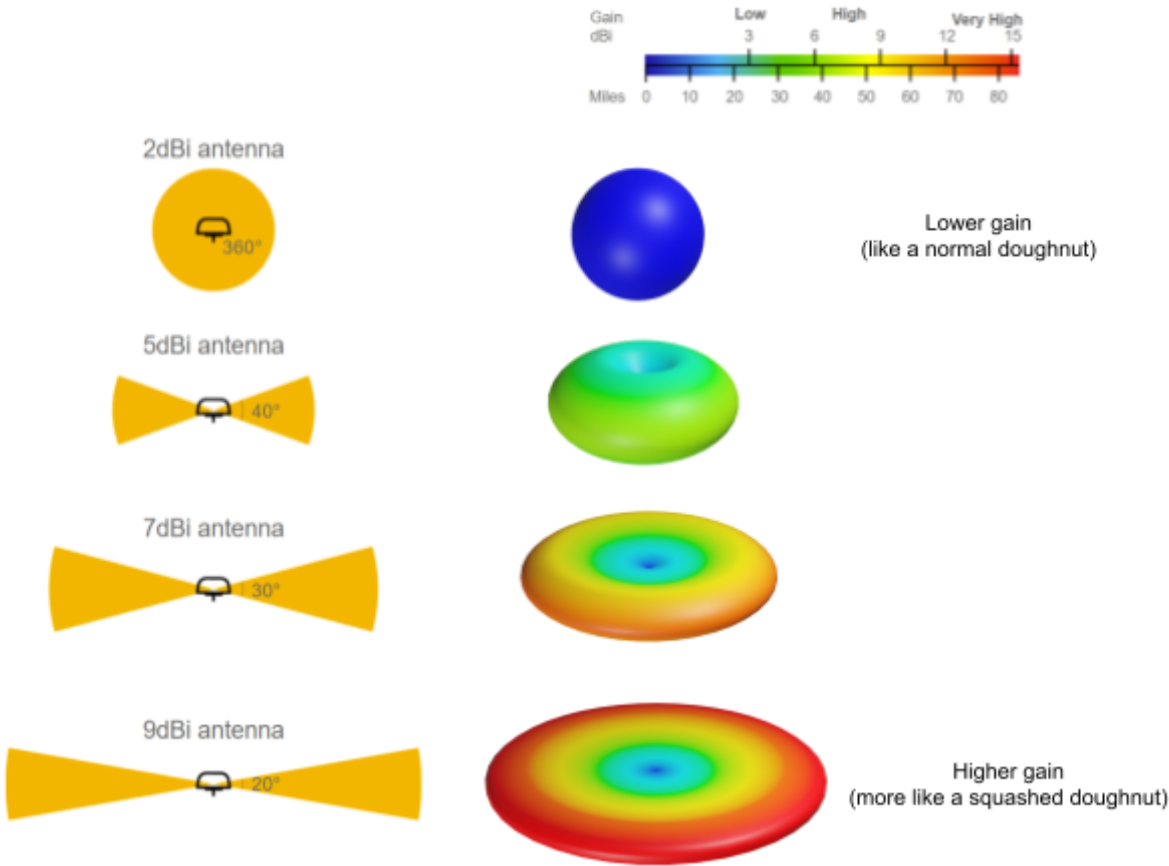 Gain Low High Very High
dBi 3 6 9 12 15
Miles 0 10 20 30 40 50 60 70 80
2dBi antenna
360°
Lower gain
(like a normal doughnut)
5dBi antenna
40°
7dBi antenna
30°
9dBi antenna
20°
Higher gain
(more like a squashed doughnut)